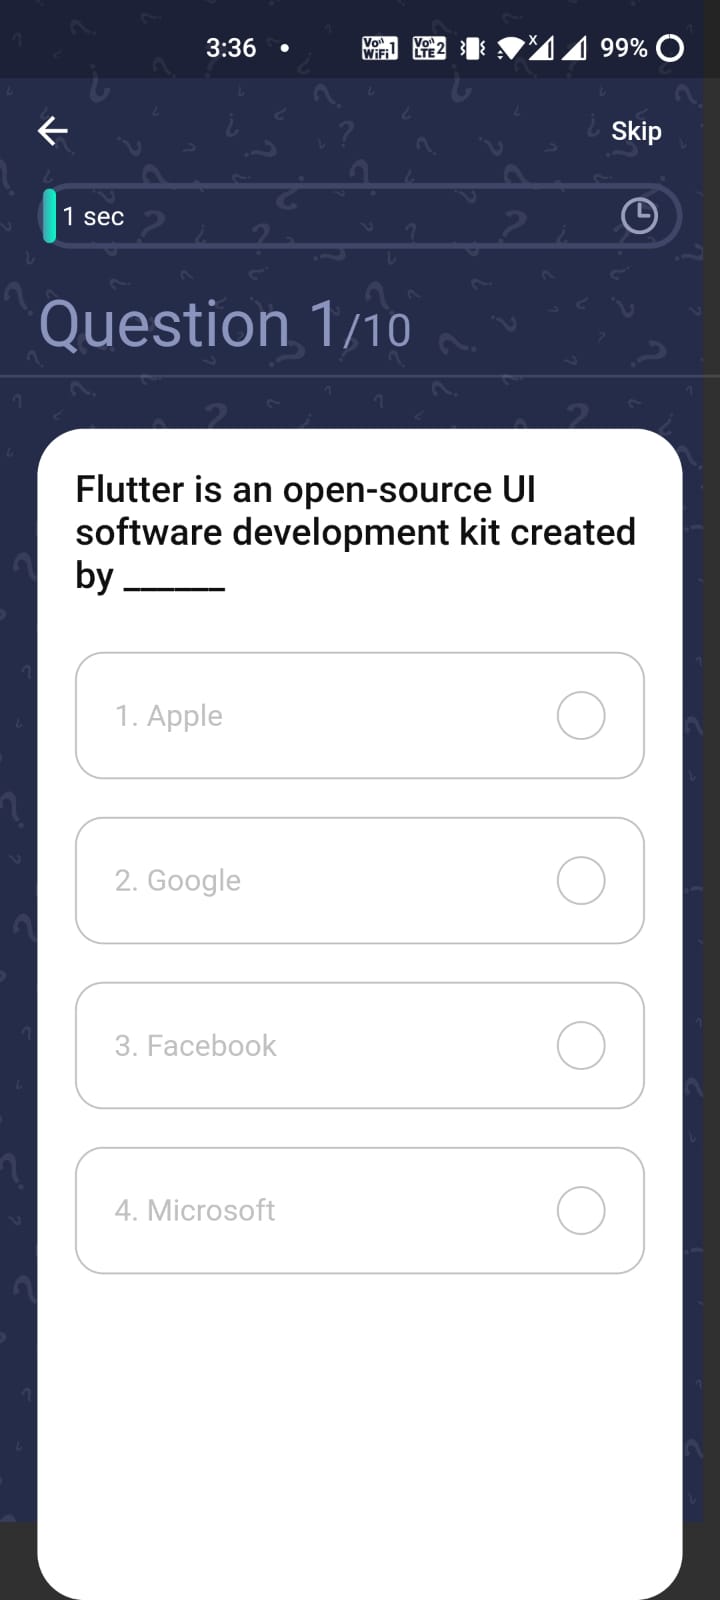 3:36 • Vo)) WiFi 1 Vo)) LTE 2 X 99%
Skip
1 sec
Question 1/10
Flutter is an open-source UI
software development kit created
by ______
1. Apple
2. Google
3. Facebook
4. Microsoft